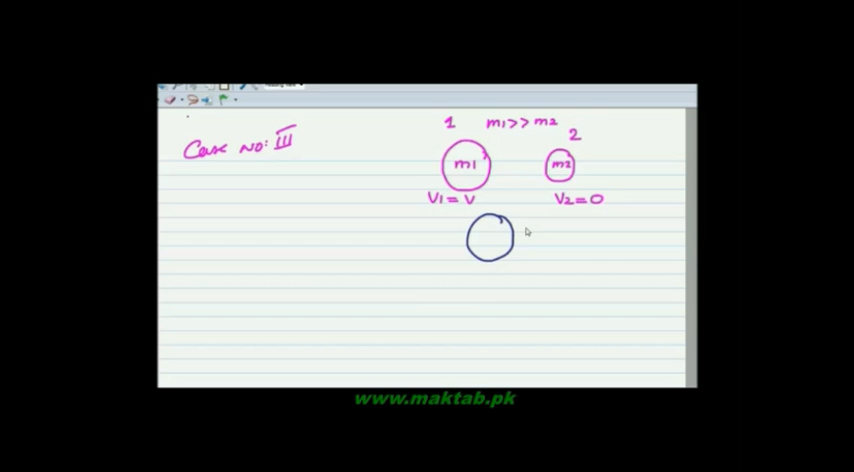 Case NO: III
1 m1>> m2
2
m1 m2
V1 = V V2 = 0
www.maktab.pk